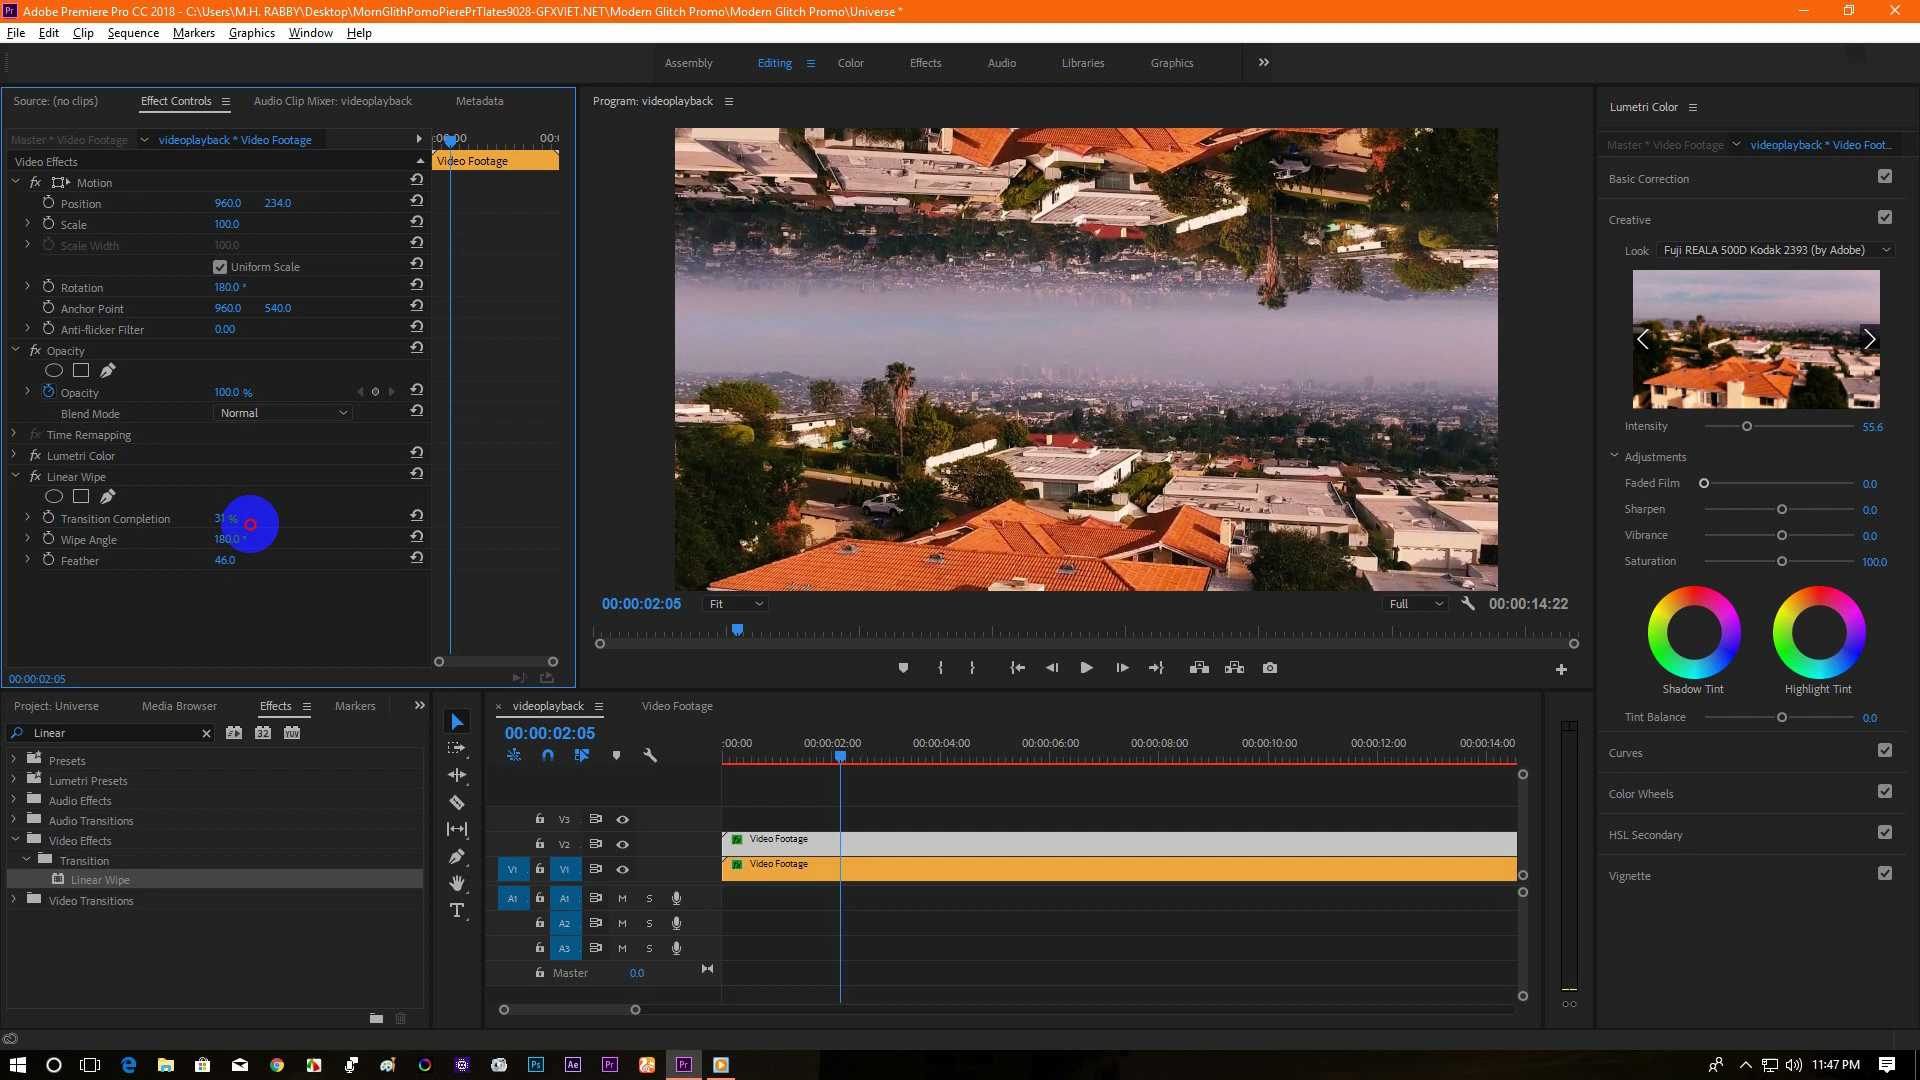 Adobe Premiere Pro CC 2018 - C:\Users\M.H. RABBY\Desktop\MornGlithPomoPierePrTlates9028-GFXVIET.NET\Modern Glitch Promo\Modern Glitch Promo\Universe *
File Edit Clip Sequence Markers Graphics Window Help
Assembly Editing Color Effects Audio Libraries Graphics
Source: (no clips) Effect Controls Audio Clip Mixer: videoplayback Metadata
Program: videoplayback
Lumetri Color
Master * Video Footage videoplayback * Video Footage
:00:00 00:
Master * Video Footage videoplayback * Video Foot...
Video Effects
Video Footage
Motion
Position 960.0 234.0
Scale 100.0
Scale Width 100.0
Uniform Scale
Rotation 180.0 °
Anchor Point 960.0 540.0
Anti-flicker Filter 0.00
Opacity
Opacity 100.0 %
Blend Mode Normal
Time Remapping
Lumetri Color
Linear Wipe
Transition Completion 31 %
Wipe Angle 180.0 °
Feather 46.0
00:00:02:05
00:00:02:05 Fit Full 00:00:14:22
Basic Correction
Creative
Look Fuji REALA 500D Kodak 2393 (by Adobe)
Intensity 55.6
Adjustments
Faded Film 0.0
Sharpen 0.0
Vibrance 0.0
Saturation 100.0
Shadow Tint Highlight Tint
Tint Balance 0.0
Curves
Color Wheels
HSL Secondary
Vignette
Project: Universe Media Browser Effects Markers
Linear
32 YUV
Presets
Lumetri Presets
Audio Effects
Audio Transitions
Video Effects
Transition
Linear Wipe
Video Transitions
videoplayback Video Footage
00:00:02:05
:00:00 00:00:02:00 00:00:04:00 00:00:06:00 00:00:08:00 00:00:10:00 00:00:12:00 00:00:14:00
V3
V2 Video Footage
V1 V1 Video Footage
A1 A1 M S
A2 M S
A3 M S
Master 0.0
Ps Ae Pr Pr
11:47 PM